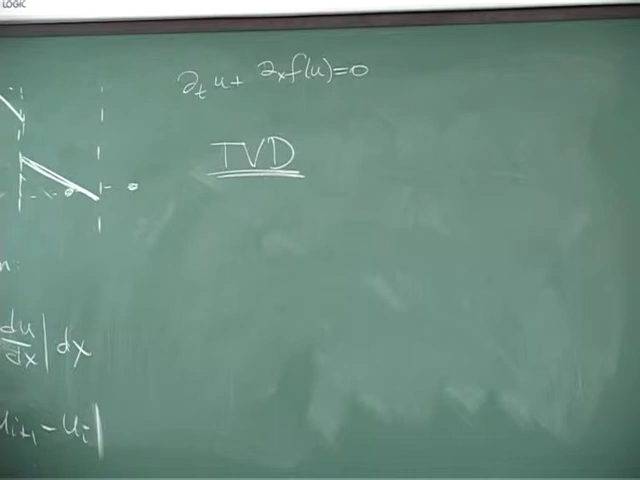 LOGIC
∂ₜu + ∂ₓf(u)=0
TVD
n:
du/dx| dx
uᵢ₊₁ - uᵢ|